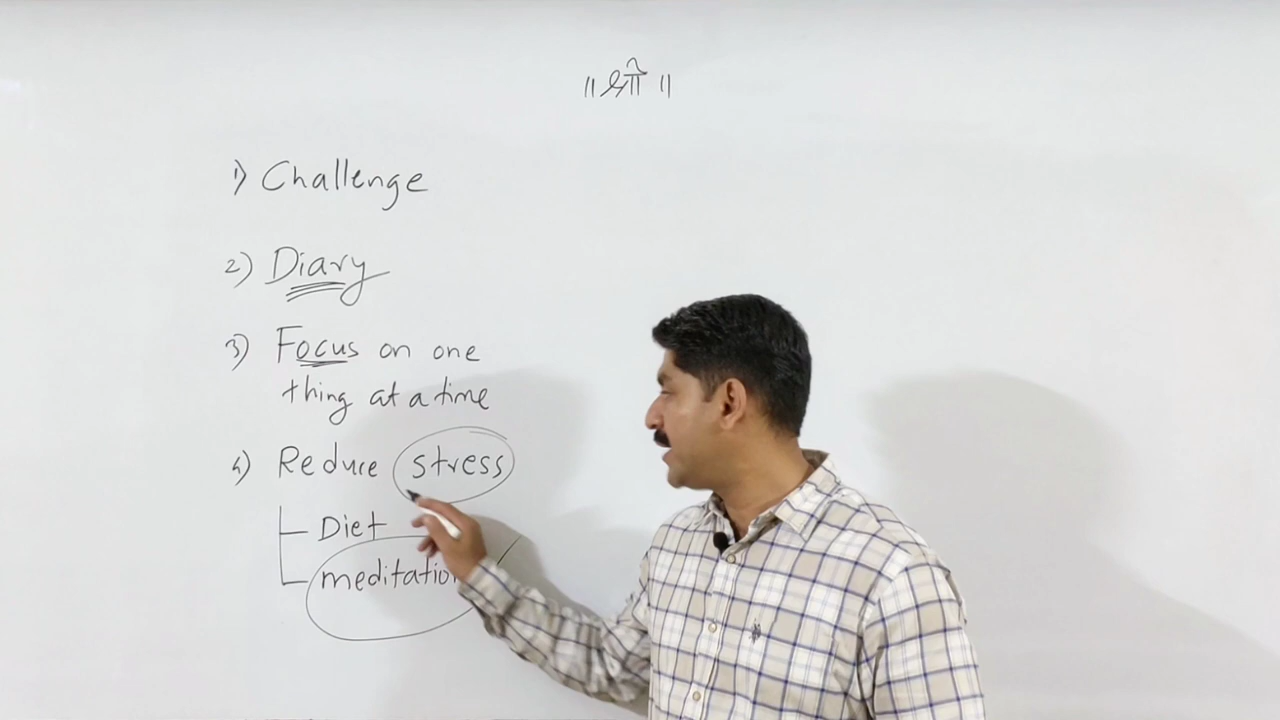 ॥ श्री ॥
1) Challenge
2) Diary
3) Focus on one
thing at a time
4) Reduce stress
Diet
meditation